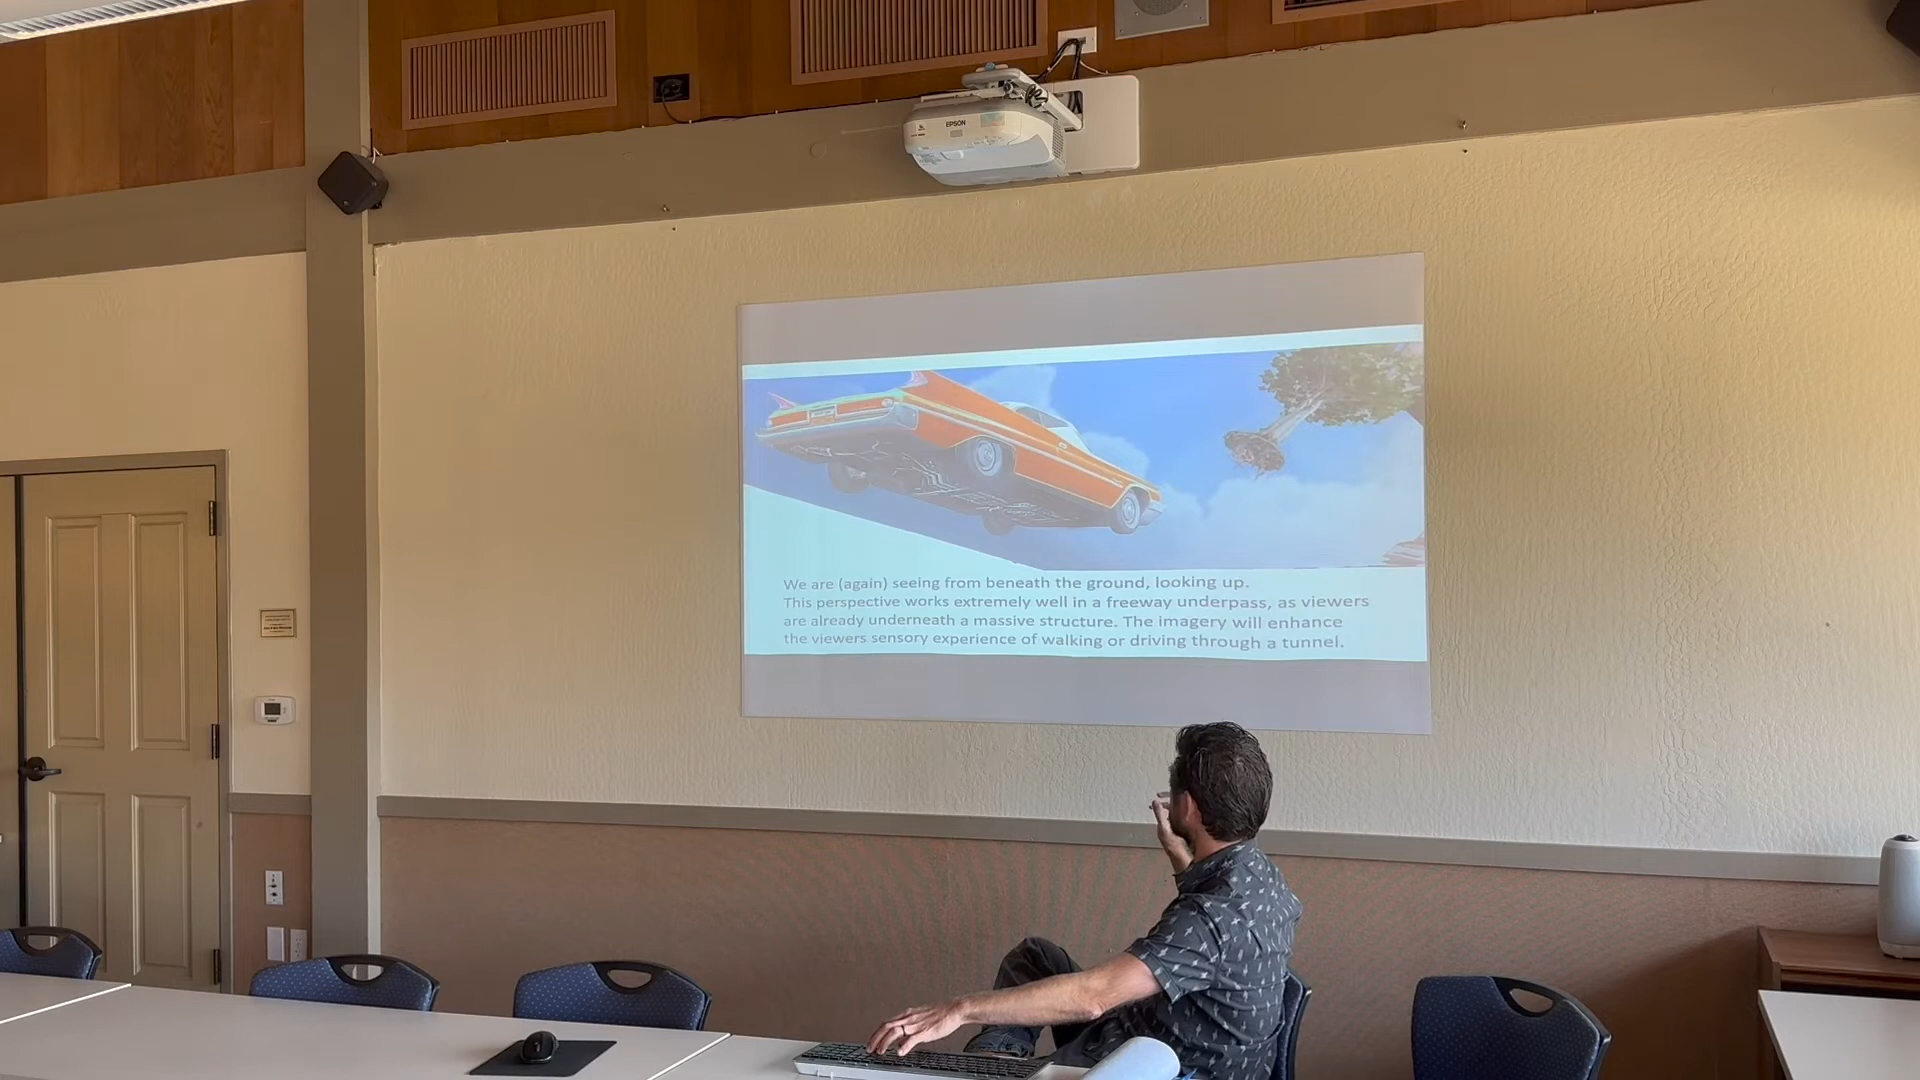 EPSON
We are (again) seeing from beneath the ground, looking up.
This perspective works extremely well in a freeway underpass, as viewers
are already underneath a massive structure. The imagery will enhance
the viewers sensory experience of walking or driving through a tunnel.